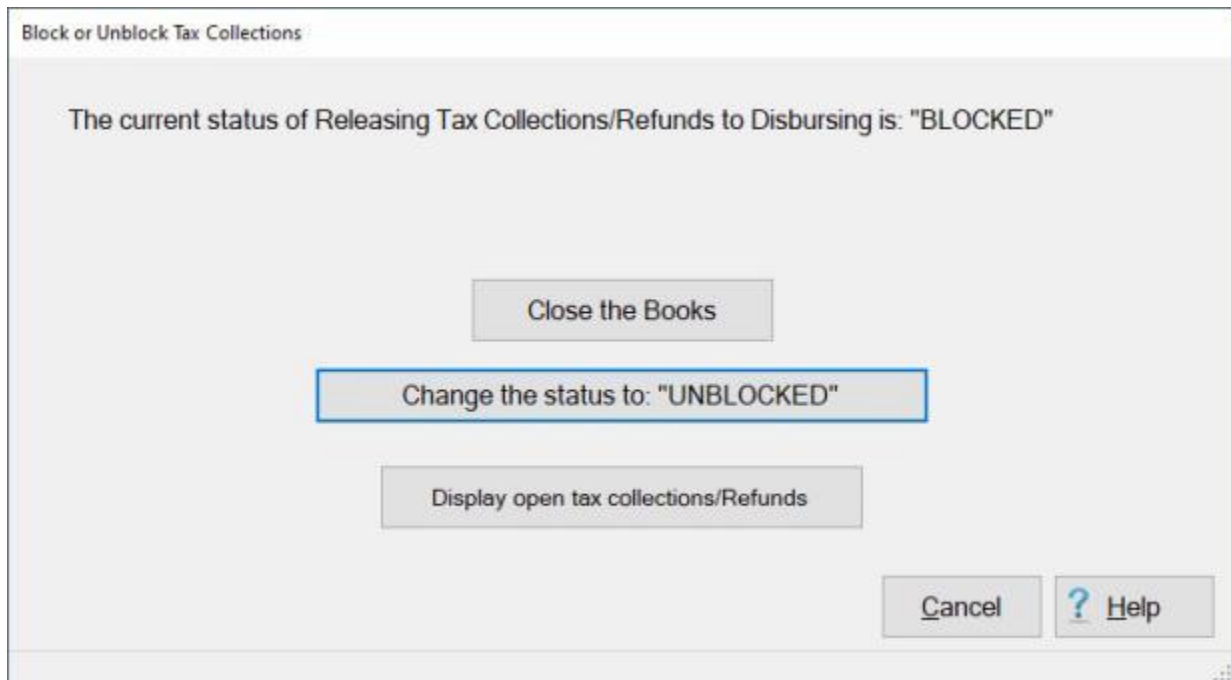 Block or Unblock Tax Collections
The current status of Releasing Tax Collections/Refunds to Disbursing is: "BLOCKED"
Close the Books
Change the status to: "UNBLOCKED"
Display open tax collections/Refunds
Cancel
? Help